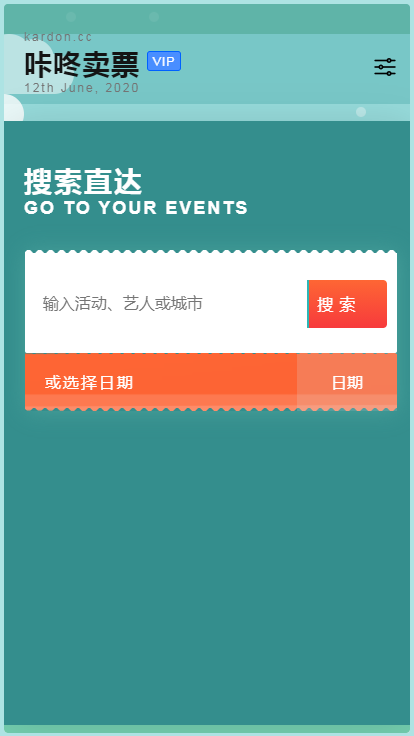 kardon.cc
咔咚卖票 VIP
12th June, 2020
搜索直达
GO TO YOUR EVENTS
输入活动、艺人或城市
搜 索
或选择日期
日期